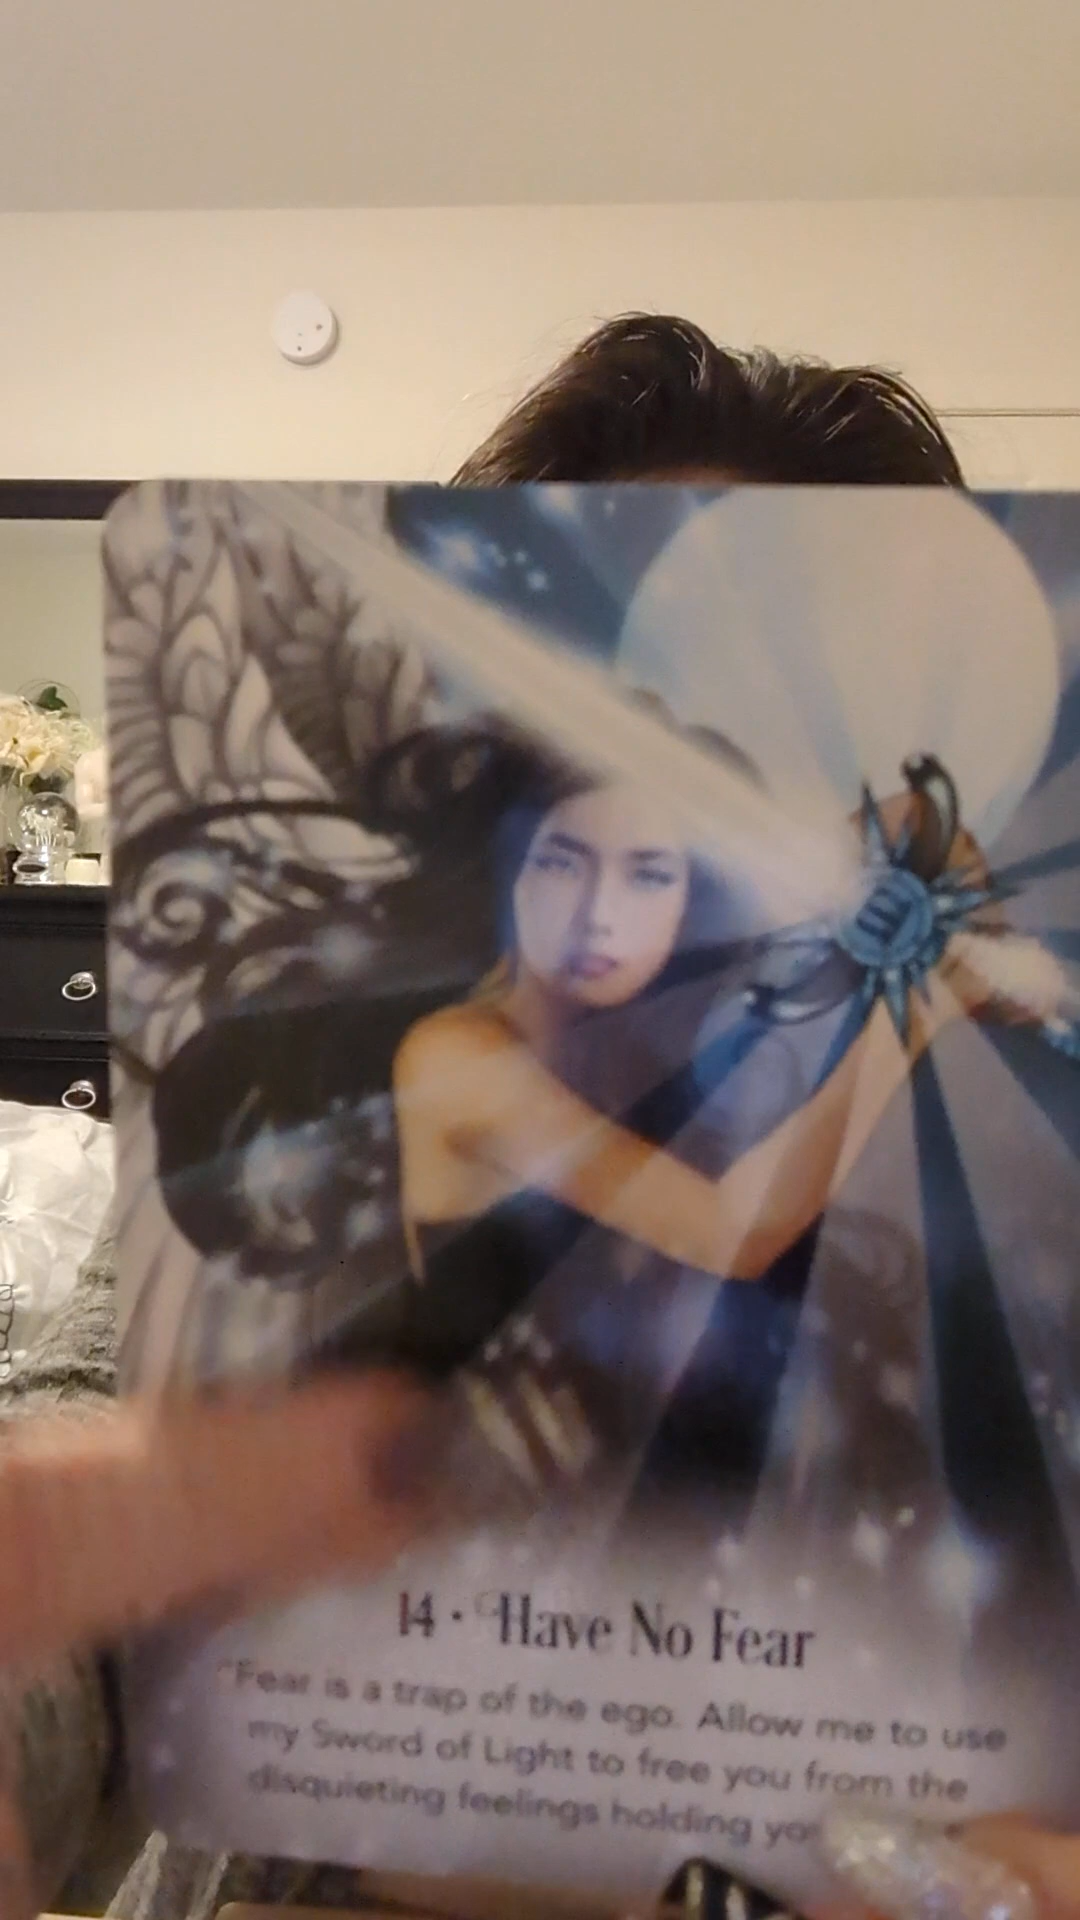 14 · Have No Fear
"Fear is a trap of the ego. Allow me to use
my Sword of Light to free you from the
disquieting feelings holding